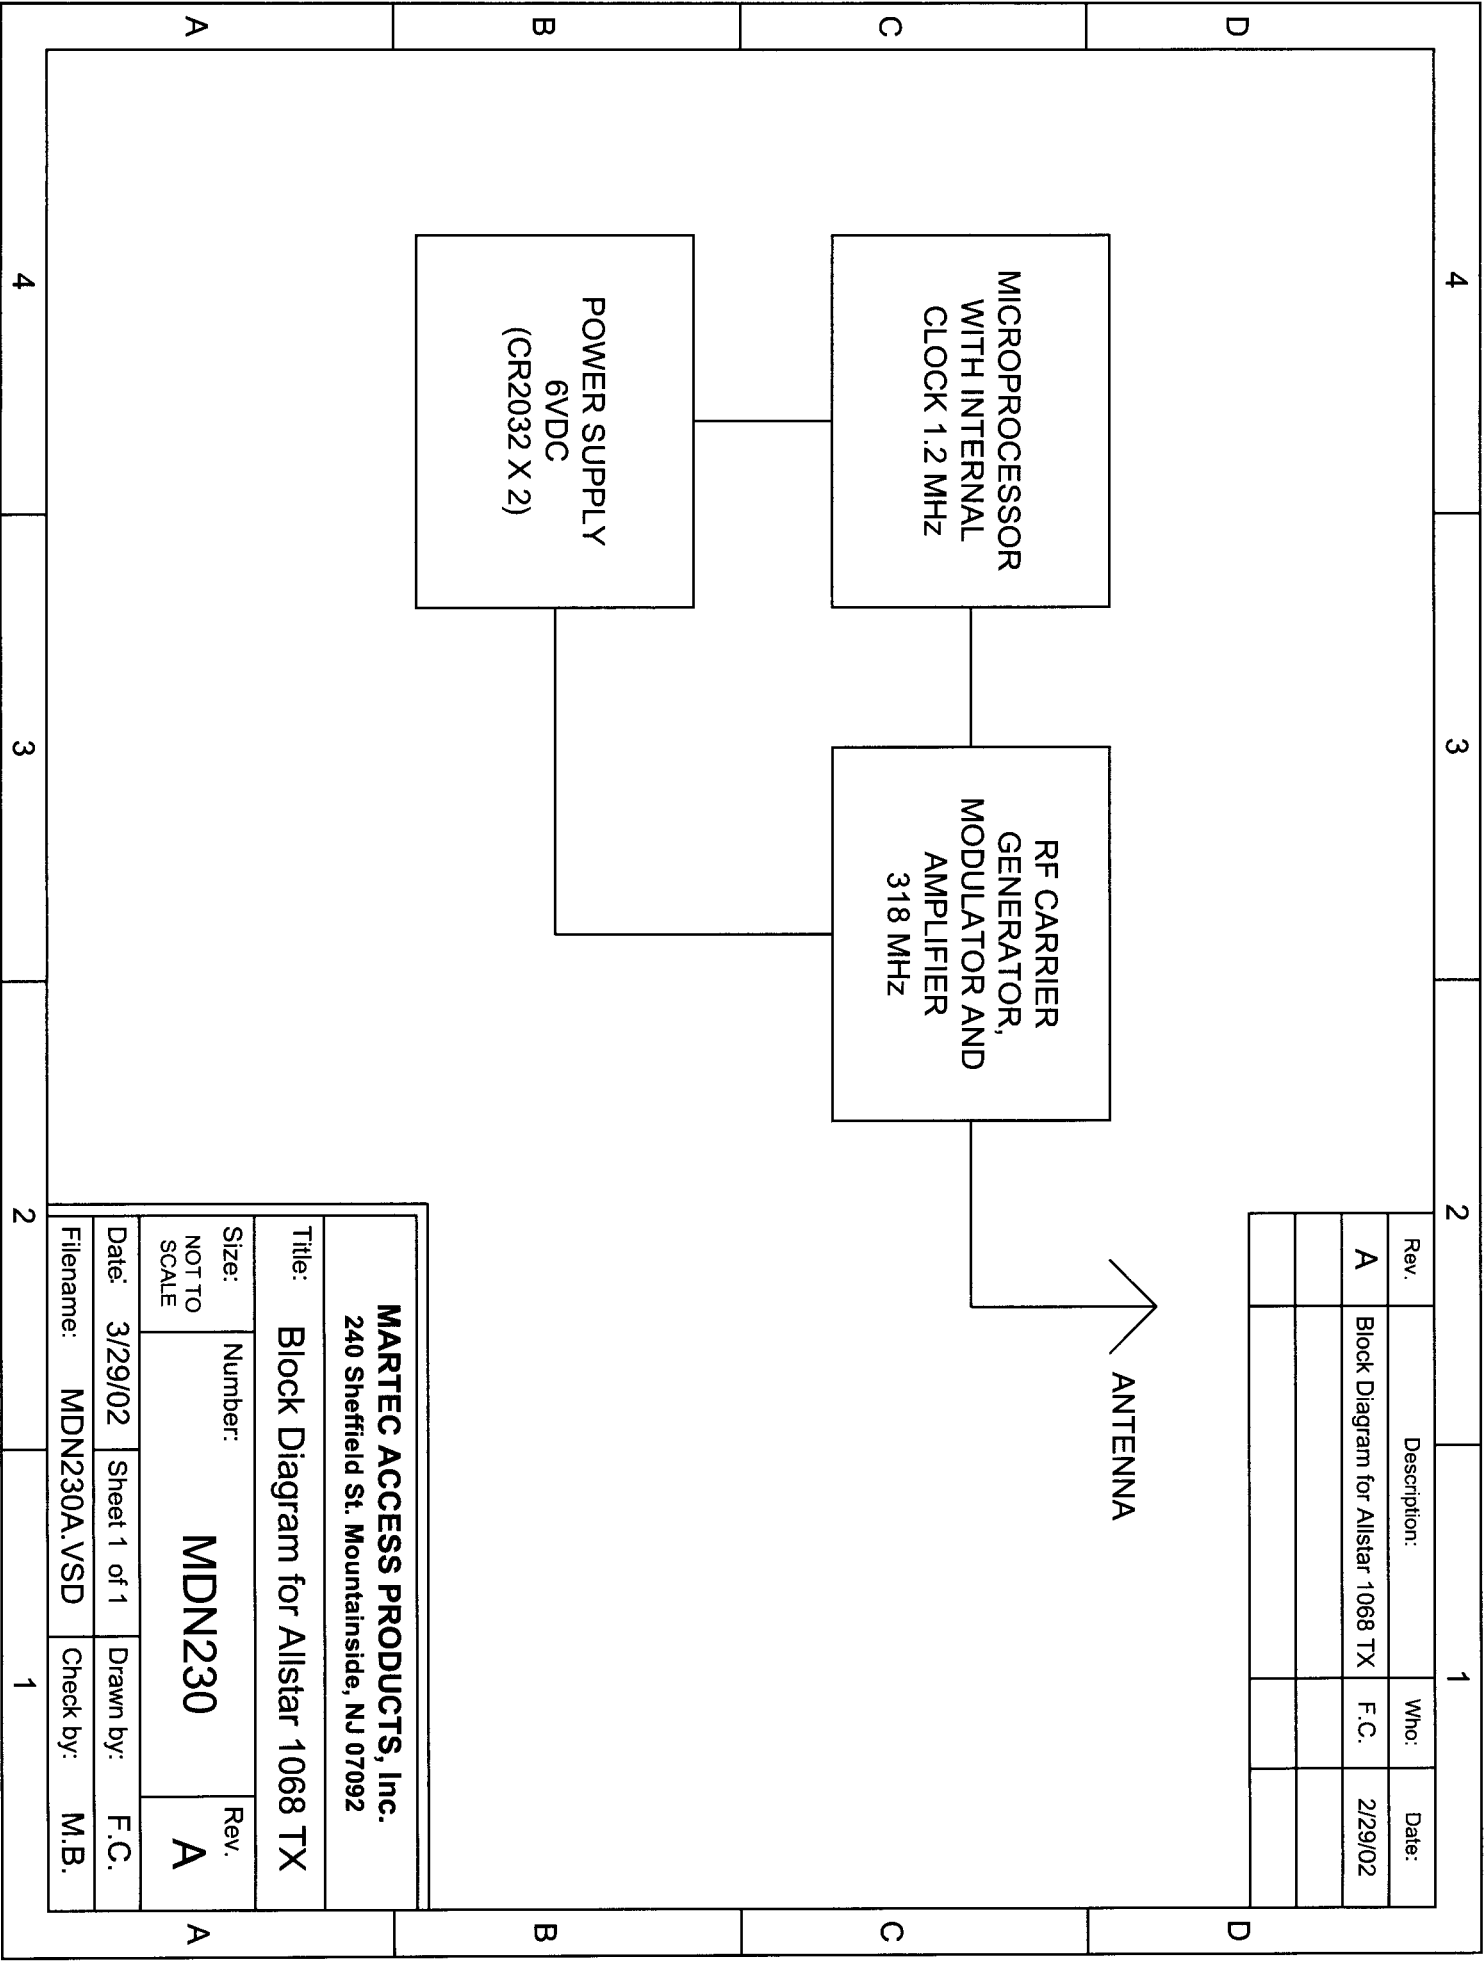 4
3
2
1
D
D
C
C
B
B
A
A
Rev.
Description:
Who:
Date:
A
Block Diagram for Allstar 1068 TX
F.C.
2/29/02
MICROPROCESSOR
WITH INTERNAL
CLOCK 1.2 MHz
RF CARRIER
GENERATOR,
MODULATOR AND
AMPLIFIER
318 MHz
ANTENNA
POWER SUPPLY
6VDC
(CR2032 X 2)
MARTEC ACCESS PRODUCTS, Inc.
240 Sheffield St. Mountainside, NJ 07092
Title: Block Diagram for Allstar 1068 TX
Size:
NOT TO
SCALE
Number:
MDN230
Rev.
A
Date: 3/29/02
Sheet 1 of 1
Drawn by: F.C.
Filename: MDN230A.VSD
Check by: M.B.
4
3
2
1